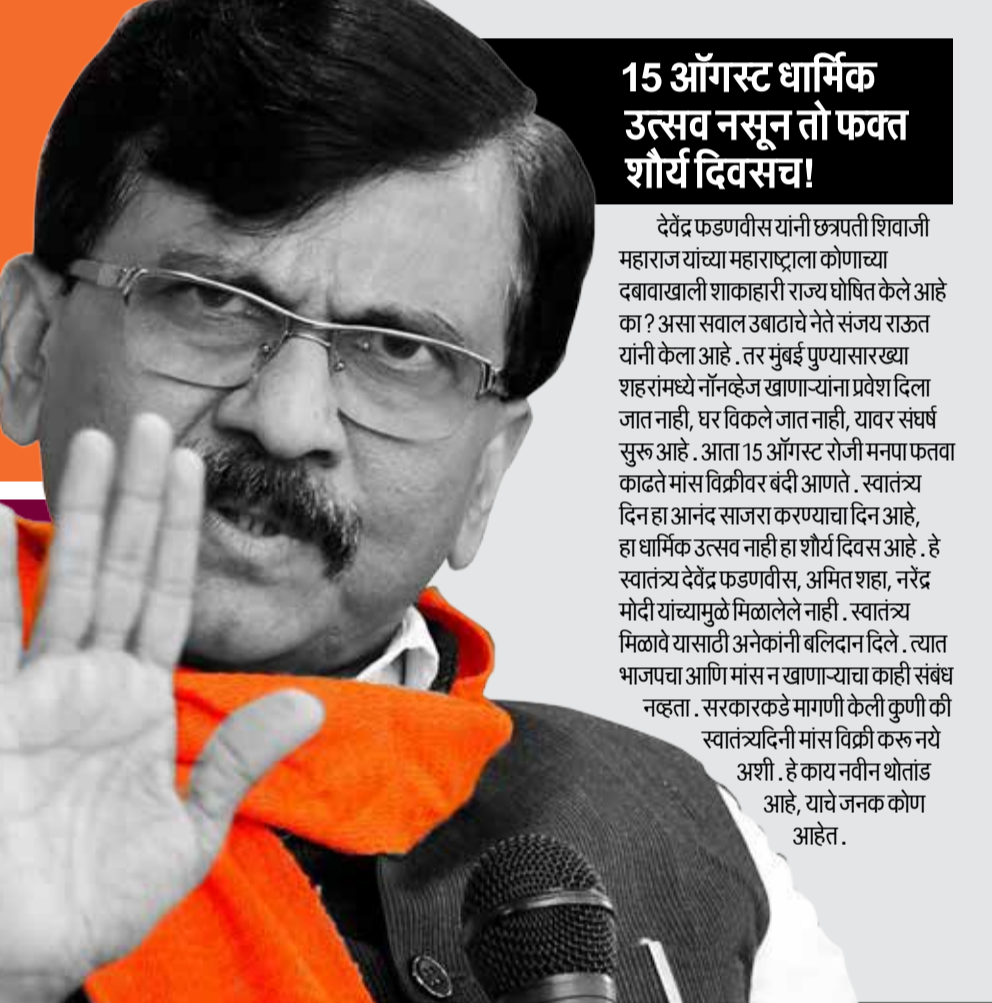 15 ऑगस्ट धार्मिक
उत्सव नसून तो फक्त
शौर्य दिवसच!
देवेंद्र फडणवीस यांनी छत्रपती शिवाजी
महाराज यांच्या महाराष्ट्राला कोणाच्या
दबावाखाली शाकाहारी राज्य घोषित केले आहे
का? असा सवाल उबाठाचे नेते संजय राऊत
यांनी केला आहे. तर मुंबई पुण्यासारख्या
शहरांमध्ये नॉनव्हेज खाणाऱ्यांना प्रवेश दिला
जात नाही, घर विकले जात नाही, यावर संघर्ष
सुरू आहे. आता 15 ऑगस्ट रोजी मनपा फतवा
काढते मांस विक्रीवर बंदी आणते. स्वातंत्र्य
दिन हा आनंद साजरा करण्याचा दिन आहे,
हा धार्मिक उत्सव नाही हा शौर्य दिवस आहे. हे
स्वातंत्र्य देवेंद्र फडणवीस, अमित शहा, नरेंद्र
मोदी यांच्यामुळे मिळालेले नाही. स्वातंत्र्य
मिळावे यासाठी अनेकांनी बलिदान दिले. त्यात
भाजपचा आणि मांस न खाणाऱ्याचा काही संबंध
नव्हता. सरकारकडे मागणी केली कुणी की
स्वातंत्र्यदिनी मांस विक्री करू नये
अशी. हे काय नवीन थोतांड
आहे, याचे जनक कोण
आहेत.